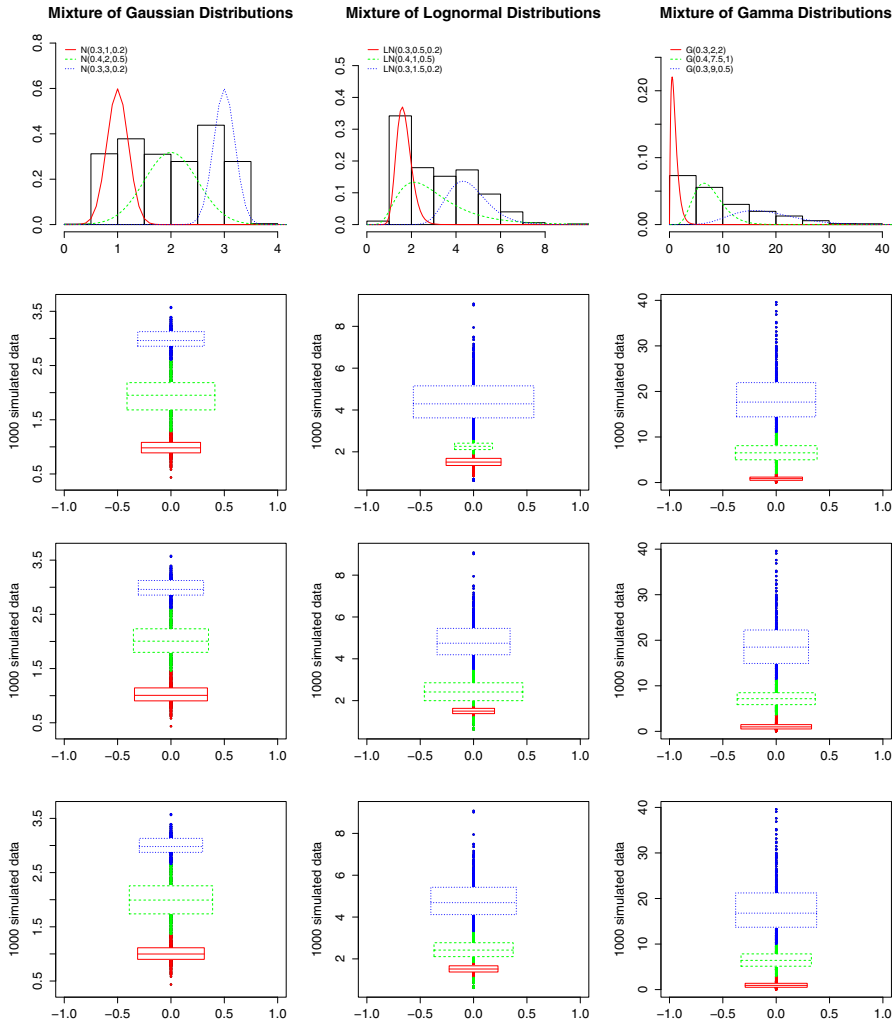 Mixture of Gaussian Distributions
Mixture of Lognormal Distributions
Mixture of Gamma Distributions
N(0.3,1,0.2)
N(0.4,2,0.5)
N(0.3,3,0.2)
0.0 0.2 0.4 0.6 0.8
0 1 2 3 4
LN(0.3,0.5,0.2)
LN(0.4,1,0.5)
LN(0.3,1.5,0.2)
0.0 0.1 0.2 0.3 0.4 0.5
0 2 4 6 8
G(0.3,2,2)
G(0.4,7.5,1)
G(0.3,9,0.5)
0.00 0.10 0.20
0 10 20 30 40
1000 simulated data
0.5 1.5 2.5 3.5
−1.0 −0.5 0.0 0.5 1.0
1000 simulated data
2 4 6 8
−1.0 −0.5 0.0 0.5 1.0
1000 simulated data
0 10 20 30 40
−1.0 −0.5 0.0 0.5 1.0
1000 simulated data
0.5 1.5 2.5 3.5
−1.0 −0.5 0.0 0.5 1.0
1000 simulated data
2 4 6 8
−1.0 −0.5 0.0 0.5 1.0
1000 simulated data
0 10 20 30 40
−1.0 −0.5 0.0 0.5 1.0
1000 simulated data
0.5 1.5 2.5 3.5
−1.0 −0.5 0.0 0.5 1.0
1000 simulated data
2 4 6 8
−1.0 −0.5 0.0 0.5 1.0
1000 simulated data
0 10 20 30 40
−1.0 −0.5 0.0 0.5 1.0